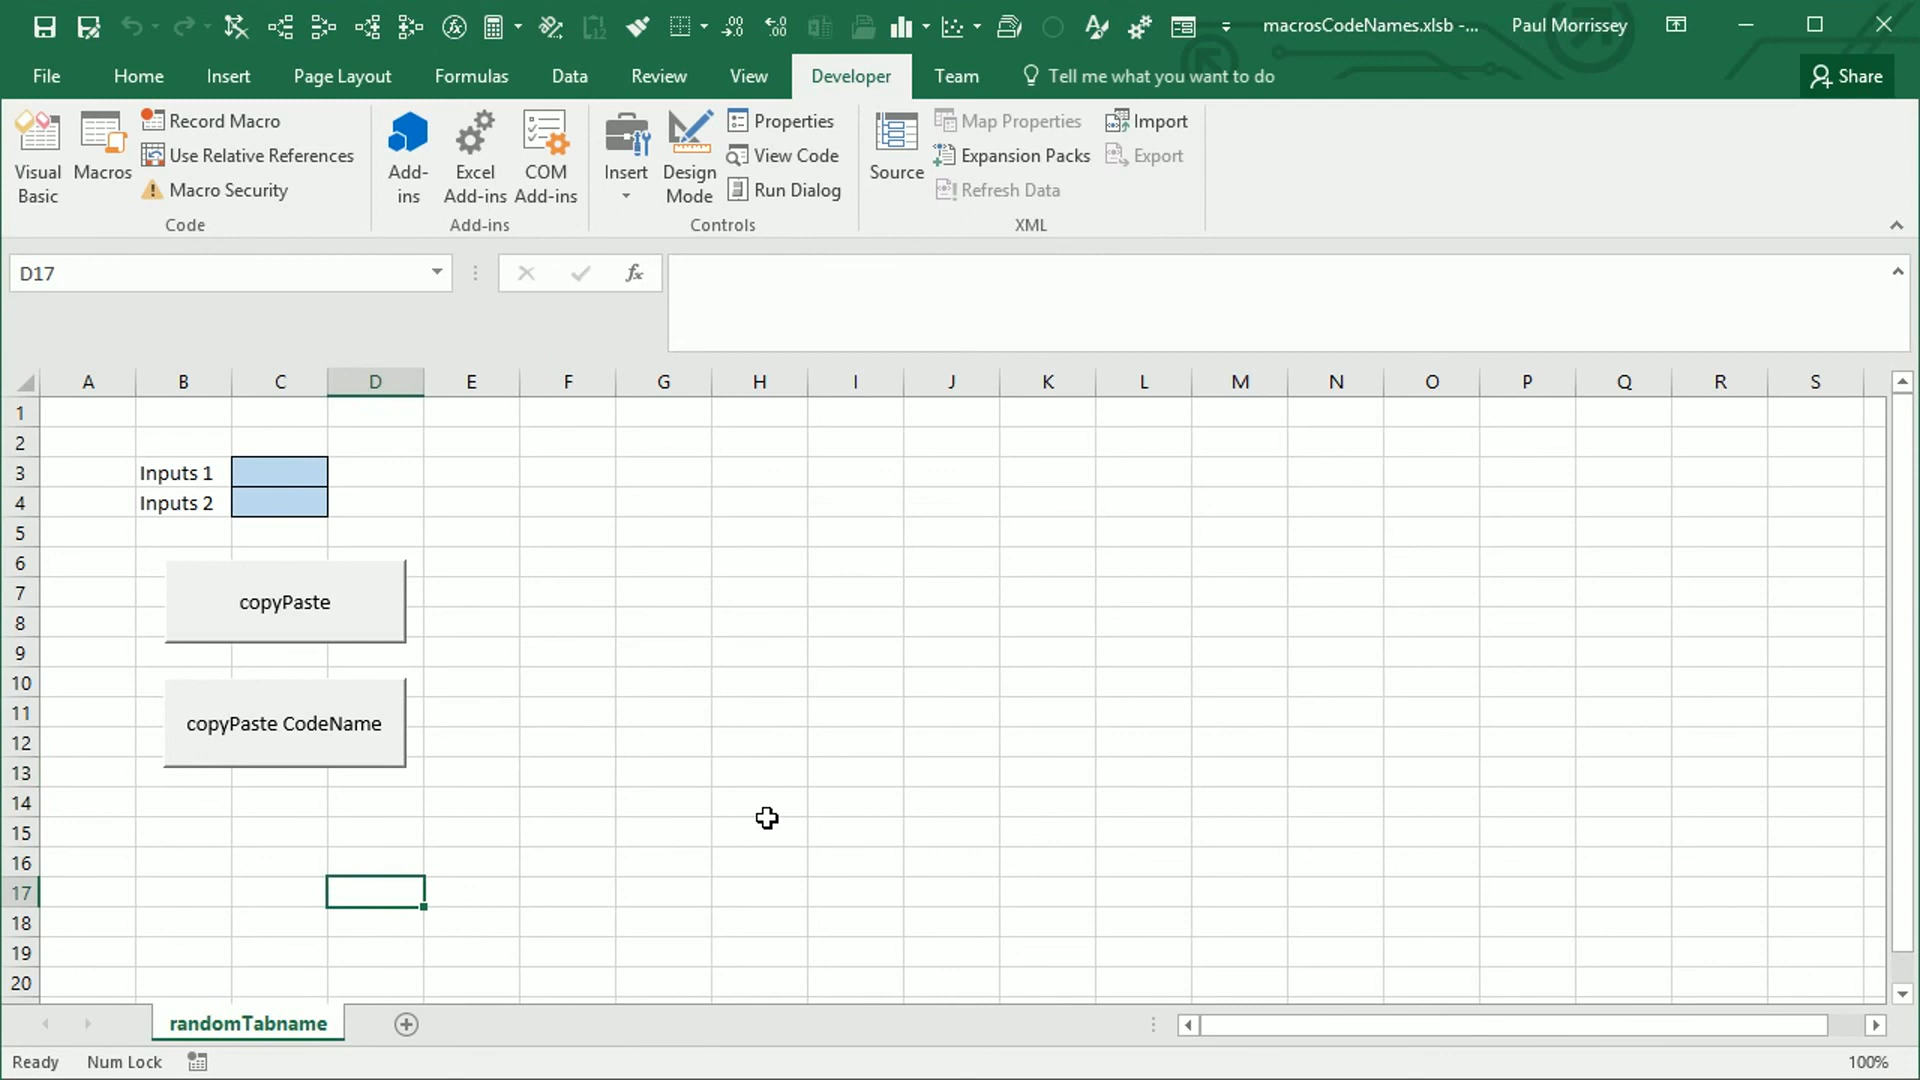 macrosCodeNames.xlsb -... Paul Morrissey
File Home Insert Page Layout Formulas Data Review View Developer Team Tell me what you want to do Share
Visual Basic
Macros
Record Macro
Use Relative References
Macro Security
Code
Add-ins
Excel Add-ins
COM Add-ins
Add-ins
Insert
Design Mode
Properties
View Code
Run Dialog
Controls
Source
Map Properties
Expansion Packs
Refresh Data
Import
Export
XML
D17
fx
A B C D E F G H I J K L M N O P Q R S
1
2
3 Inputs 1
4 Inputs 2
5
6
7 copyPaste
8
9
10
11 copyPaste CodeName
12
13
14
15
16
17
18
19
20
randomTabname
Ready Num Lock 100%